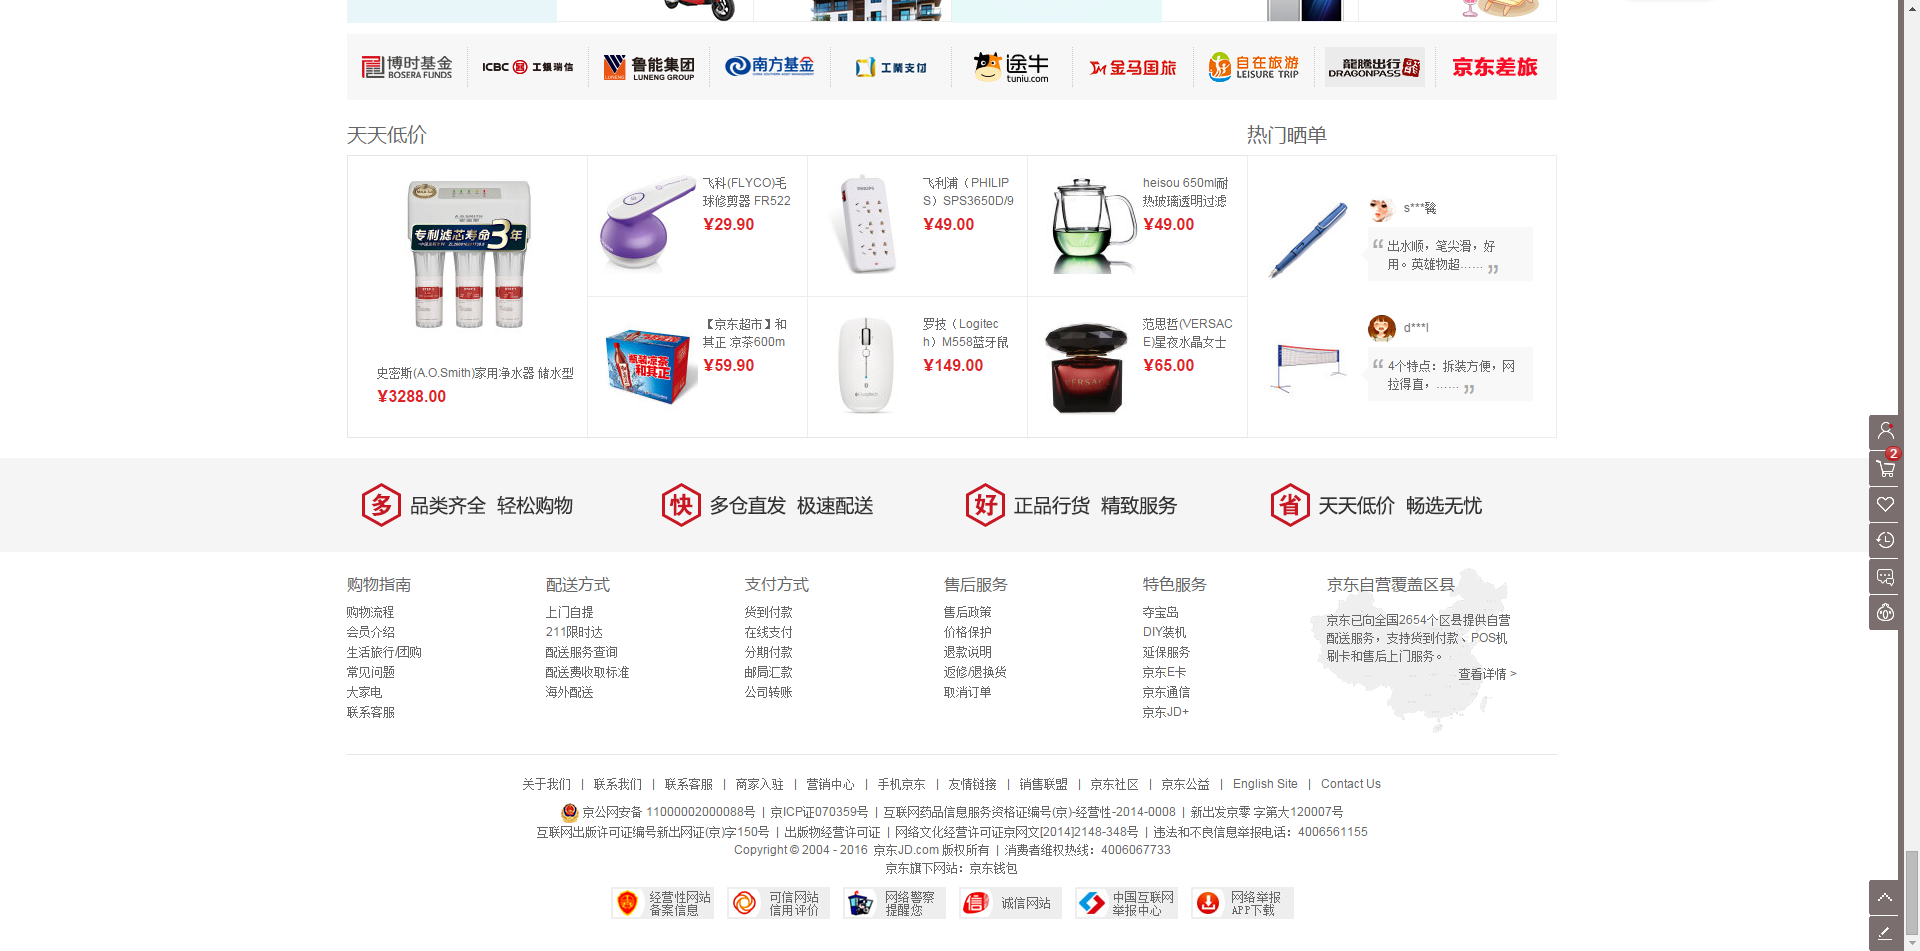 博时基金 BOSERA FUNDS
ICBC 工银瑞信
鲁能集团 LUNENG GROUP
南方基金
工業支付
途牛 tuniu.com
金马国旅
自在旅游 LEISURE TRIP
龍騰出行 DRAGONPASS
京东差旅
天天低价
热门晒单
A.O.SMITH
专利滤芯寿命3年
史密斯(A.O.Smith)家用净水器 储水型
¥3288.00
飞科(FLYCO)毛
球修剪器 FR522
¥29.90
PHILIPS
飞利浦（PHILIP
S）SPS3650D/9
¥49.00
heisou 650ml耐
热玻璃透明过滤
¥49.00
瓶装凉茶
和其正
【京东超市】和
其正 凉茶600m
¥59.90
罗技（Logitec
h）M558蓝牙鼠
¥149.00
VERSACE
范思哲(VERSAC
E)星夜水晶女士
¥65.00
“ 出水顺，笔尖滑，好
用。英雄物超…… ”
d***l
“ 4个特点：拆装方便，网
拉得直，…… ”
2
多 品类齐全 轻松购物
快 多仓直发 极速配送
好 正品行货 精致服务
省 天天低价 畅选无忧
购物指南
购物流程
会员介绍
生活旅行/团购
常见问题
大家电
联系客服
配送方式
上门自提
211限时达
配送服务查询
配送费收取标准
海外配送
支付方式
货到付款
在线支付
分期付款
邮局汇款
公司转账
售后服务
售后政策
价格保护
退款说明
返修/退换货
取消订单
特色服务
夺宝岛
DIY装机
延保服务
京东E卡
京东通信
京东JD+
京东自营覆盖区县
京东已向全国2654个区县提供自营
配送服务，支持货到付款、POS机
刷卡和售后上门服务。
查看详情 >
关于我们 | 联系我们 | 联系客服 | 商家入驻 | 营销中心 | 手机京东 | 友情链接 | 销售联盟 | 京东社区 | 京东公益 | English Site | Contact Us
京公网安备 11000002000088号 | 京ICP证070359号 | 互联网药品信息服务资格证编号(京)-经营性-2014-0008 | 新出发京零 字第大120007号
互联网出版许可证编号新出网证(京)字150号 | 出版物经营许可证 | 网络文化经营许可证京网文[2014]2148-348号 | 违法和不良信息举报电话：4006561155
Copyright © 2004 - 2016 京东JD.com 版权所有 | 消费者维权热线：4006067733
京东旗下网站：京东钱包
经营性网站
备案信息
可信网站
信用评价
网络警察
提醒您
信 诚信网站
中国互联网
举报中心
网络举报
APP下载